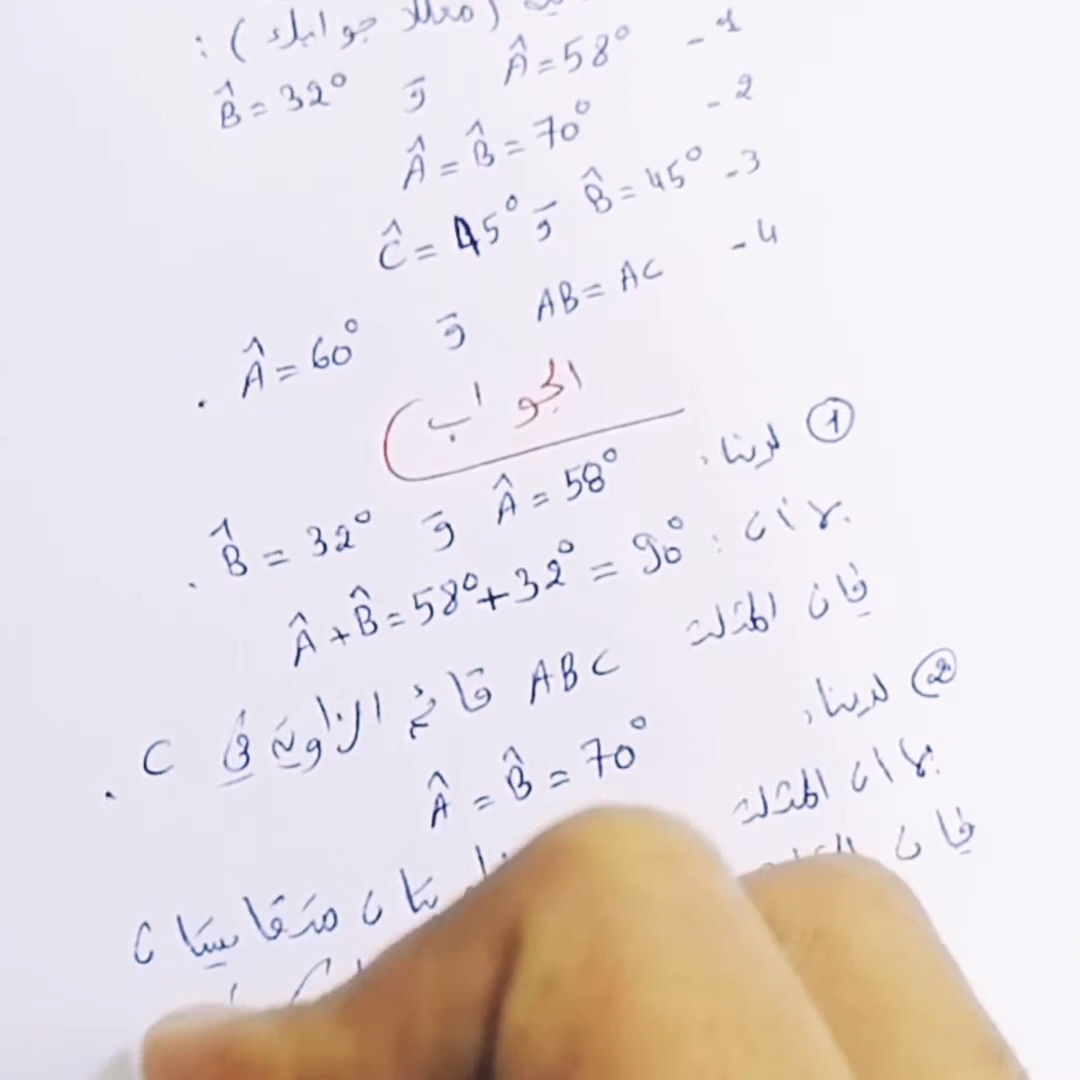 (معللا جوابك) :
1- Â = 58° و B̂ = 32°
2- Â = B̂ = 70°
3- B̂ = 45° و Ĉ = 45°
4- AB = AC و Â = 60° .
الجواب
① لدينا،
Â = 58° و B̂ = 32° .
بما أن : Â + B̂ = 58° + 32° = 90°
فإن المثلث ABC قائم الزاوية في C .
② لدينا، Â = B̂ = 70°
بما أن المثلث متقايستان
فإن